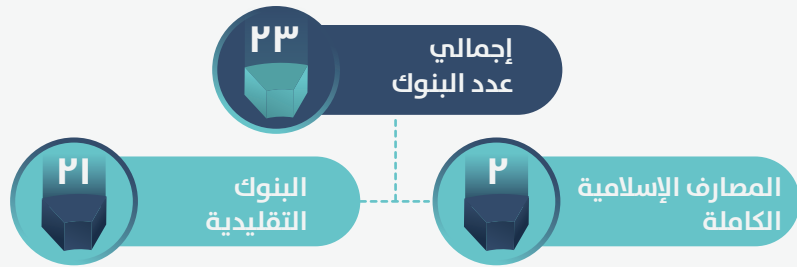 ٢٣
إجمالي
عدد البنوك
٢
المصارف الإسلامية
الكاملة
٢١
البنوك
التقليدية